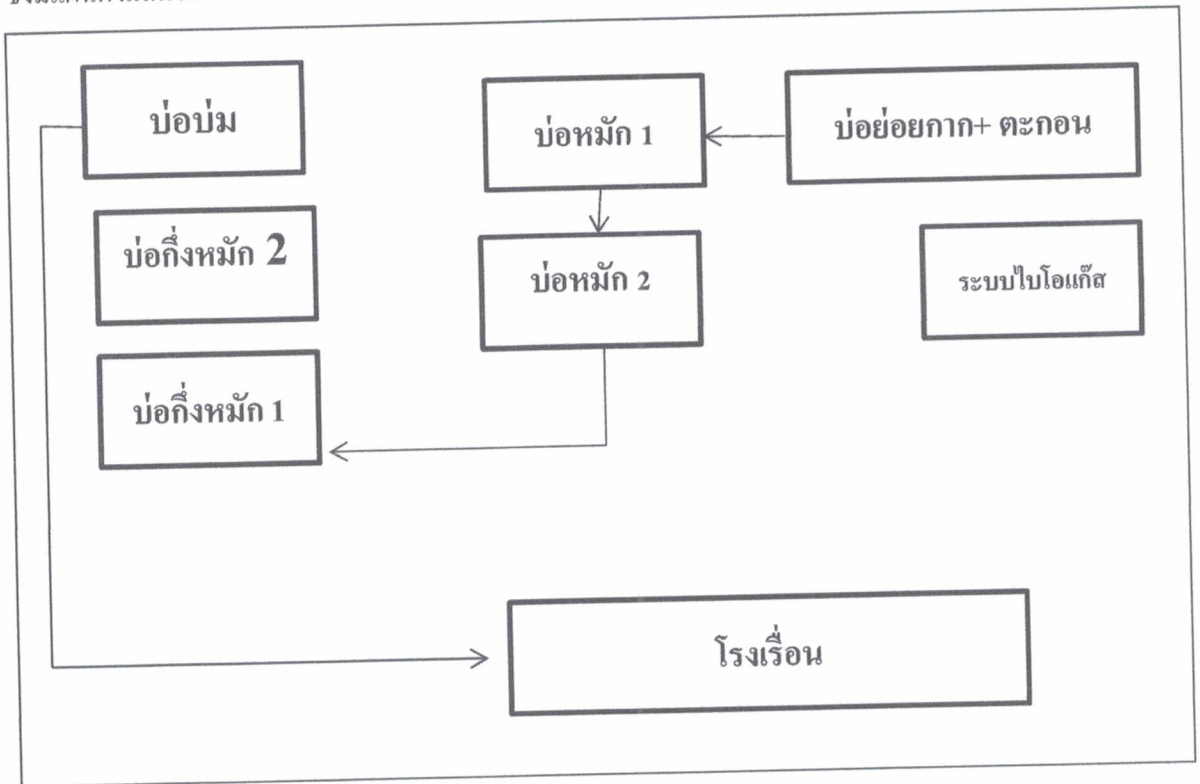 บ่อบ่ม
บ่อหมัก 1
บ่อย่อยกาก+ ตะกอน
บ่อกึ่งหมัก 2
บ่อหมัก 2
ระบบไบโอแก๊ส
บ่อกึ่งหมัก 1
โรงเรื่อน